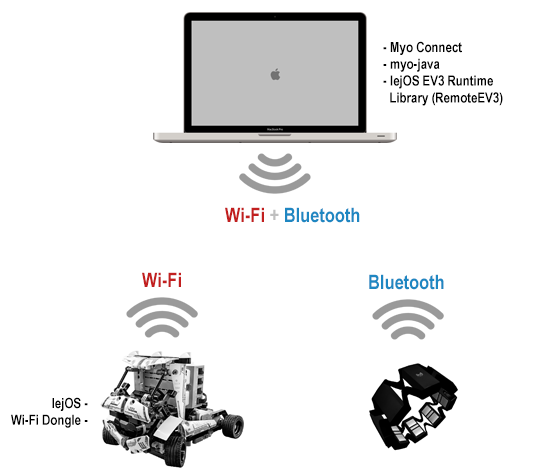 - Myo Connect
- myo-java
- lejOS EV3 Runtime
Library (RemoteEV3)
MacBook Pro
Wi-Fi + Bluetooth
Wi-Fi
Bluetooth
lejOS -
Wi-Fi Dongle -